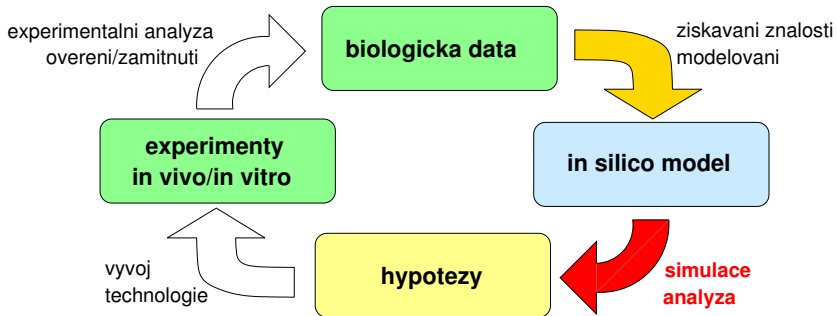 experimentalni analyza
overeni/zamitnuti
biologicka data
ziskavani znalosti
modelovani
experimenty
in vivo/in vitro
in silico model
vyvoj
technologie
hypotezy
simulace
analyza